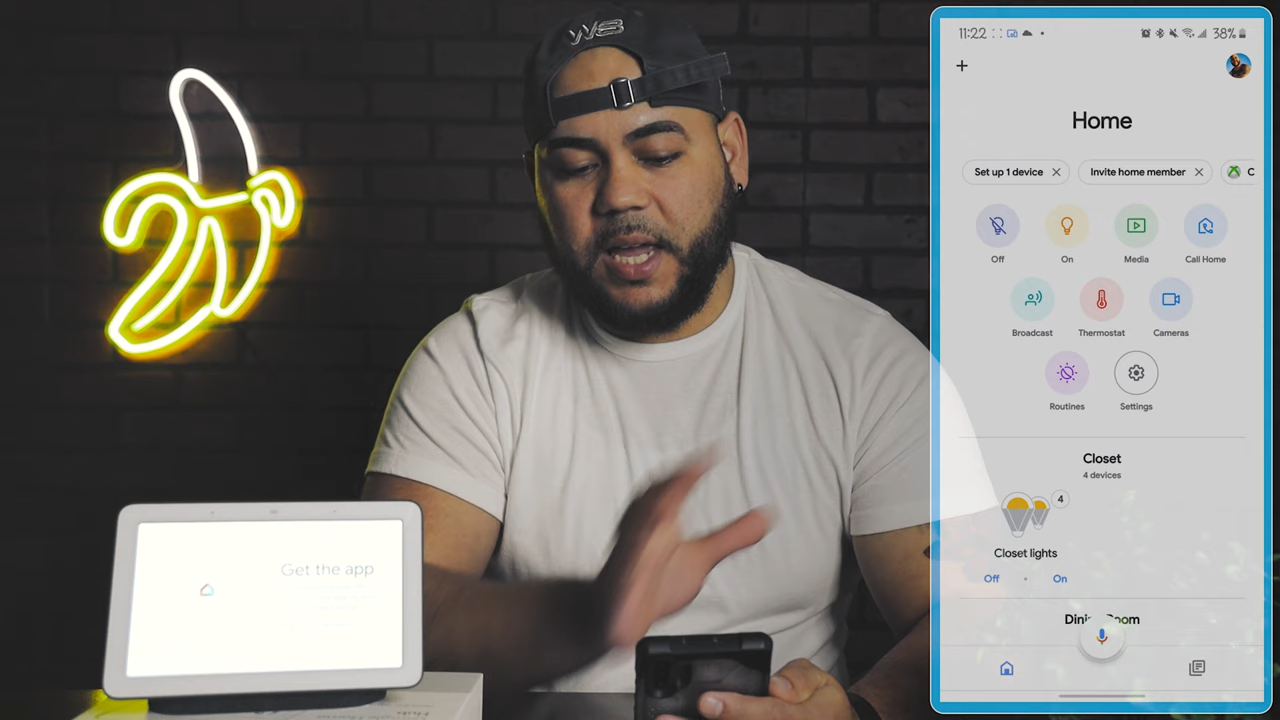 WS
Get the app
11:22
38%
Home
Set up 1 device
Invite home member
C
Off
On
Media
Call Home
Broadcast
Thermostat
Cameras
Routines
Settings
Closet
4 devices
4
Closet lights
Off
On